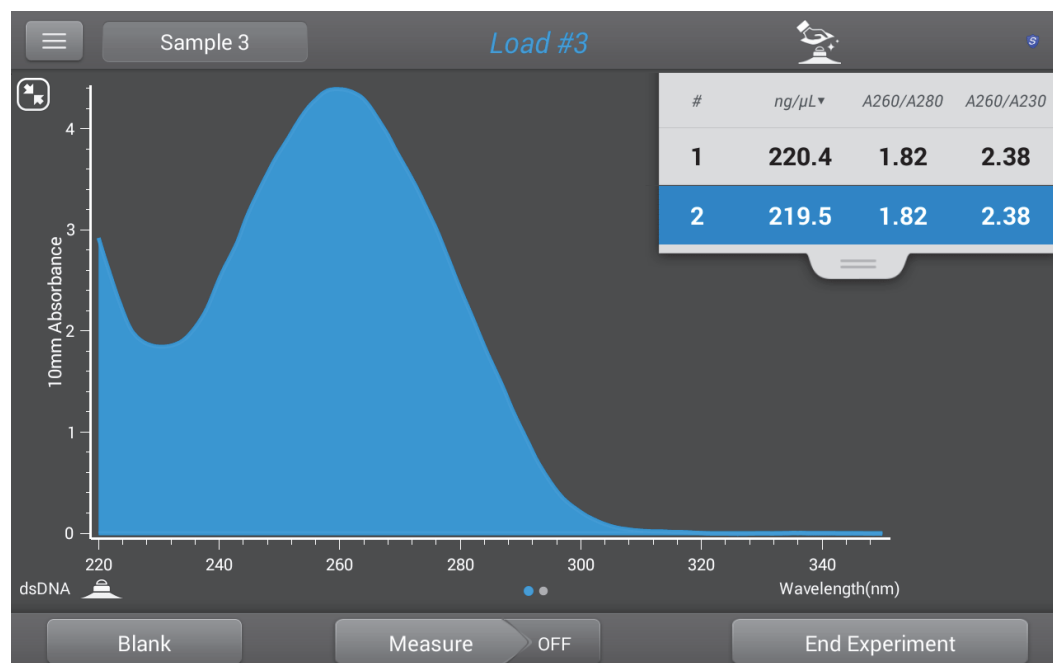 Sample 3
Load #3
S
# ng/µL▾ A260/A280 A260/A230
1 220.4 1.82 2.38
2 219.5 1.82 2.38
10mm Absorbance
4
3
2
1
0
220 240 260 280 300 320 340
dsDNA
Wavelength(nm)
Blank
Measure
OFF
End Experiment